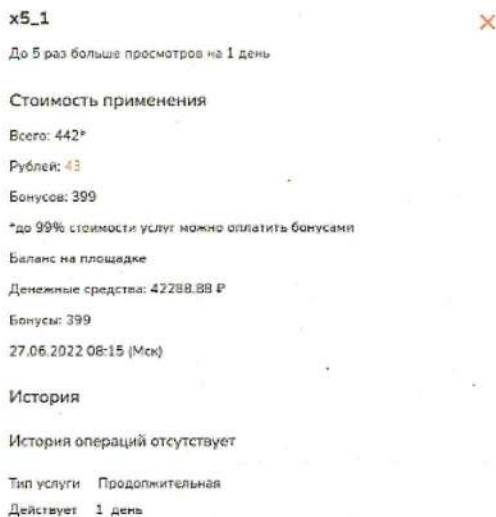 x5_1
До 5 раз больше просмотров на 1 день
Стоимость применения
Всего: 442*
Рублей: 43
Бонусов: 399
*до 99% стоимости услуг можно оплатить бонусами
Баланс на площадке
Денежные средства: 42288.88 ₽
Бонусы: 399
27.06.2022 08:15 (Мск)
История
История операций отсутствует
Тип услуги Продолжительная
Действует 1 день